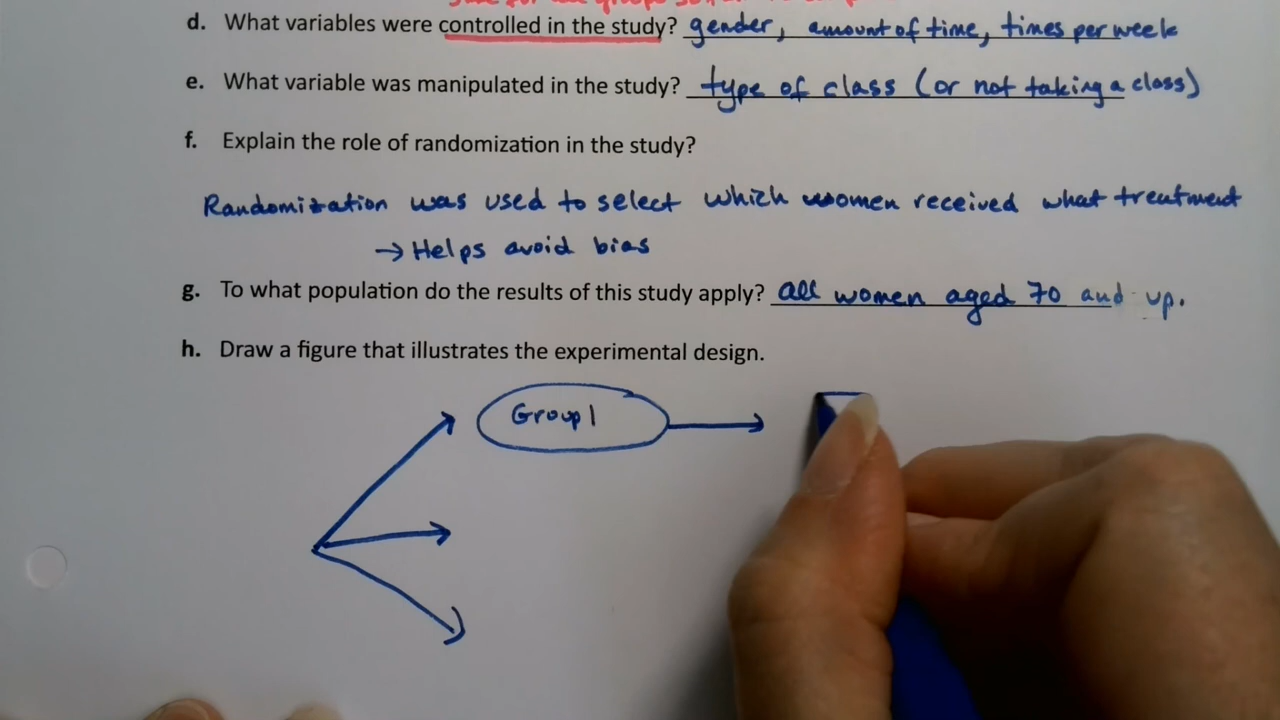 d. What variables were controlled in the study? gender, amount of time, times per week
e. What variable was manipulated in the study? type of class (or not taking a class)
f. Explain the role of randomization in the study?
Randomization was used to select which women received what treatment
→ Helps avoid bias
g. To what population do the results of this study apply? all women aged 70 and up.
h. Draw a figure that illustrates the experimental design.
Group 1